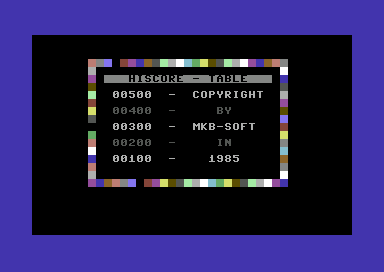 HISCORE - TABLE
00500 - COPYRIGHT
00400 - BY
00300 - MKB-SOFT
00200 - IN
00100 - 1985